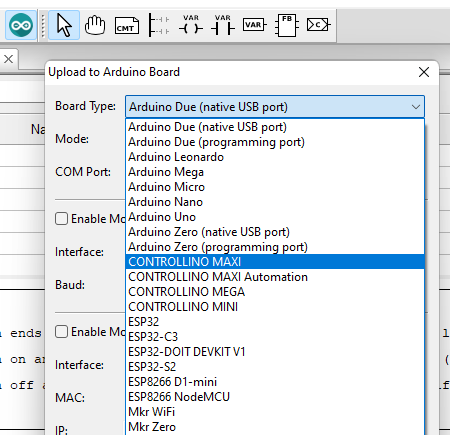 CMT
VAR
VAR
VAR
FB
C
Upload to Arduino Board
Board Type:
Arduino Due (native USB port)
Na
Mode:
COM Port:
Enable Mo
Interface:
Baud:
Enable Mo
Interface:
MAC:
IP:
Arduino Due (native USB port)
Arduino Due (programming port)
Arduino Leonardo
Arduino Mega
Arduino Micro
Arduino Nano
Arduino Uno
Arduino Zero (native USB port)
Arduino Zero (programming port)
CONTROLLINO MAXI
CONTROLLINO MAXI Automation
CONTROLLINO MEGA
CONTROLLINO MINI
ESP32
ESP32-C3
ESP32-DOIT DEVKIT V1
ESP32-S2
ESP8266 D1-mini
ESP8266 NodeMCU
Mkr WiFi
Mkr Zero
n ends
n on a
n off a